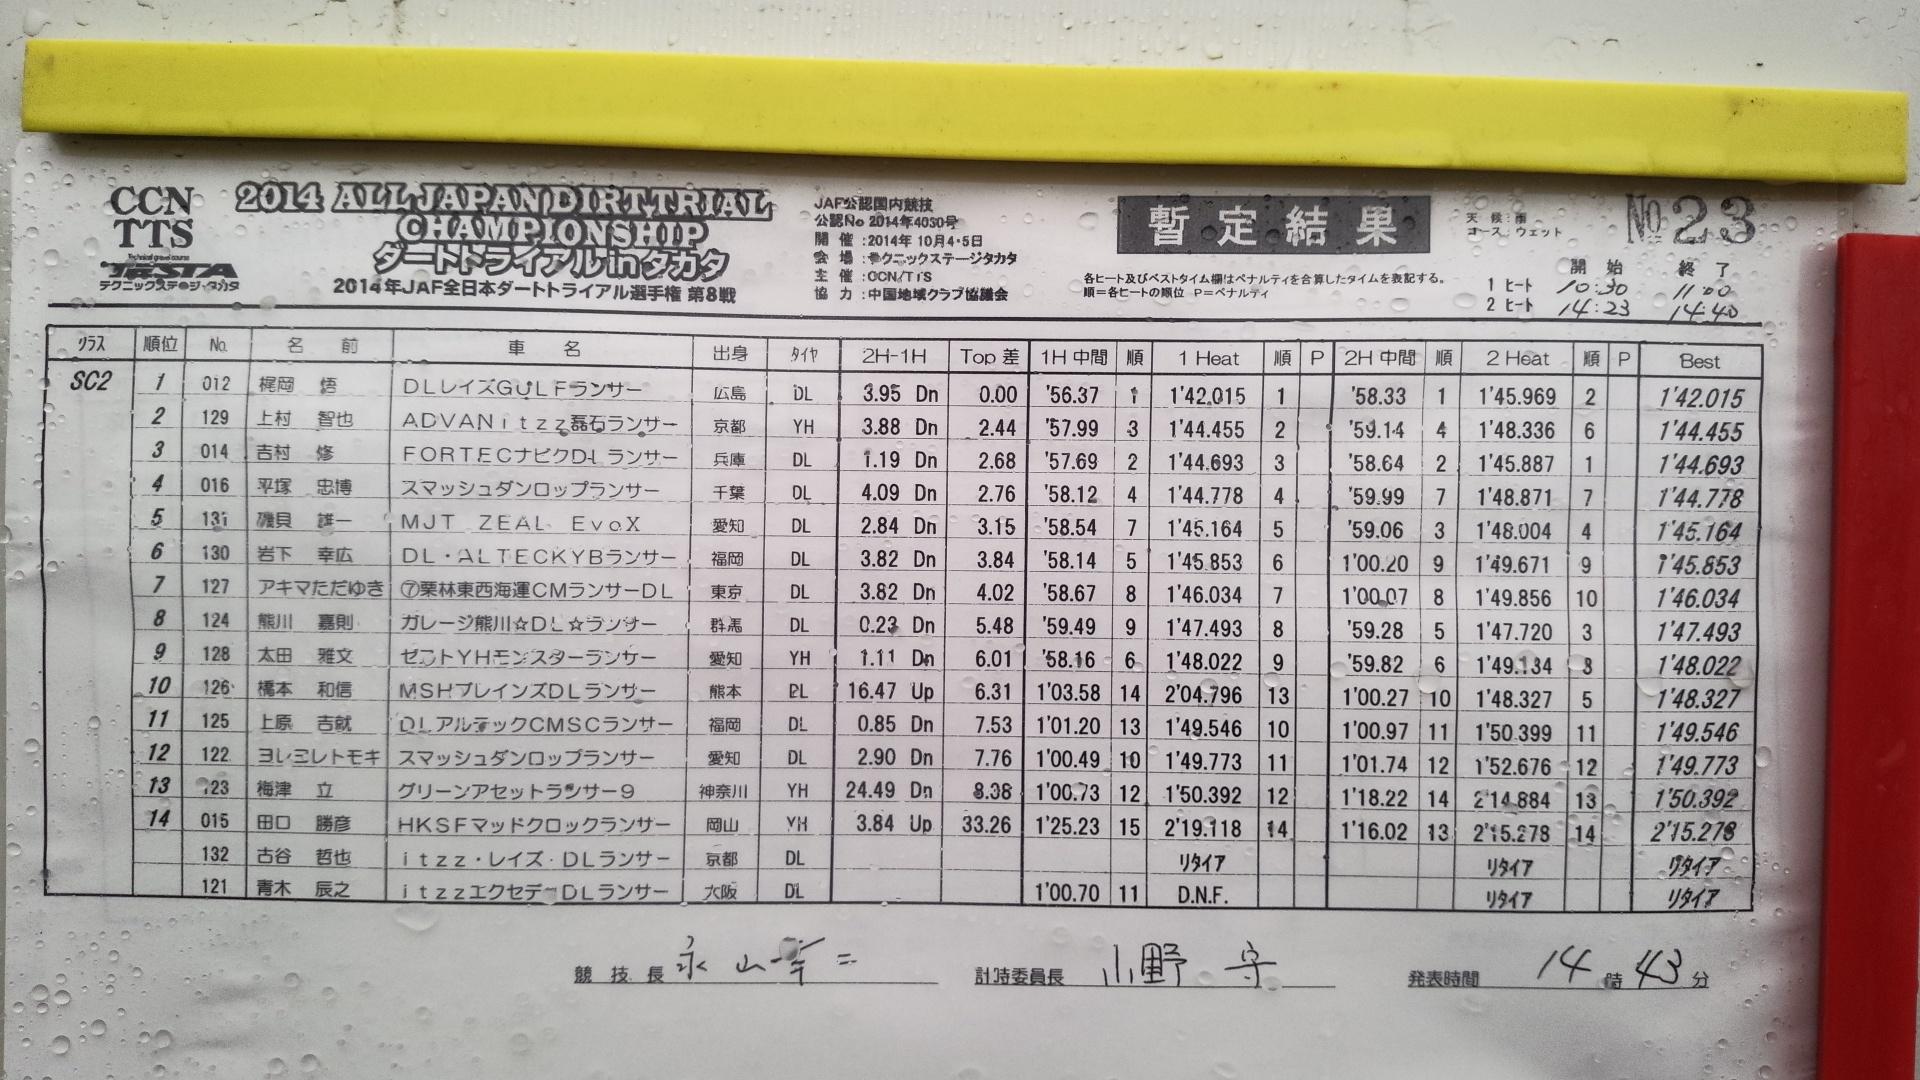 CCN
TTS
Technical gravel course
TESTA
テクニックステージ・タカタ
2014 ALL JAPAN DIRT TRIAL
CHAMPIONSHIP
ダートトライアル in タカタ
2014年JAF全日本ダートトライアル選手権 第8戦
JAF公認国内競技
公認No 2014年4030号
開 催 :2014年 10月4・5日
会 場 :テクニックステージタカタ
主 催 :CCN/TTS
協 力 :中国地域クラブ協議会
暫定結果
天 候 : 雨
コース : ウェット
No.23
各ヒート及びベストタイム欄はペナルティを合算したタイムを表記する。
順=各ヒートの順位 P=ペナルティ
開 始 終 了
1 ヒート 10:30 11:00
2 ヒート 14:23 14:40
クラス 順位 No. 名 前 車 名 出身 タイヤ 2H-1H Top 差 1H 中間 順 1 Heat 順 P 2H 中間 順 2 Heat 順 P Best
SC2 1 012 梶岡 悟 DLレイズGULFランサー 広島 DL 3.95 Dn 0.00 '56.37 1 1'42.015 1 '58.33 1 1'45.969 2 1'42.015
2 129 上村 智也 ADVANitzz磊石ランサー 京都 YH 3.88 Dn 2.44 '57.99 3 1'44.455 2 '59.14 4 1'48.336 6 1'44.455
3 014 吉村 修 FORTECナビクDLランサー 兵庫 DL 1.19 Dn 2.68 '57.69 2 1'44.693 3 '58.64 2 1'45.887 1 1'44.693
4 016 平塚 忠博 スマッシュダンロップランサー 千葉 DL 4.09 Dn 2.76 '58.12 4 1'44.778 4 '59.99 7 1'48.871 7 1'44.778
5 131 磯貝 雄一 MJT ZEAL EvoX 愛知 DL 2.84 Dn 3.15 '58.54 7 1'45.164 5 '59.06 3 1'48.004 4 1'45.164
6 130 岩下 幸広 DL・ALTECKYBランサー 福岡 DL 3.82 Dn 3.84 '58.14 5 1'45.853 6 1'00.20 9 1'49.671 9 1'45.853
7 127 アキマただゆき ⑦栗林東西海運CMランサーDL 東京 DL 3.82 Dn 4.02 '58.67 8 1'46.034 7 1'00.07 8 1'49.856 10 1'46.034
8 124 熊川 嘉則 ガレージ熊川☆DL☆ランサー 群馬 DL 0.23 Dn 5.48 '59.49 9 1'47.493 8 '59.28 5 1'47.720 3 1'47.493
9 128 太田 雅文 ゼフトYHモンスターランサー 愛知 YH 1.11 Dn 6.01 '58.16 6 1'48.022 9 '59.82 6 1'49.134 8 1'48.022
10 126 橋本 和信 MSHブレインズDLランサー 熊本 DL 16.47 Up 6.31 1'03.58 14 2'04.796 13 1'00.27 10 1'48.327 5 1'48.327
11 125 上原 吉就 DLアルテックCMSCランサー 福岡 DL 0.85 Dn 7.53 1'01.20 13 1'49.546 10 1'00.97 11 1'50.399 11 1'49.546
12 122 ヨレミレトモキ スマッシュダンロップランサー 愛知 DL 2.90 Dn 7.76 1'00.49 10 1'49.773 11 1'01.74 12 1'52.676 12 1'49.773
13 123 梅津 立 グリーンアセットランサー9 神奈川 YH 24.49 Dn 8.38 1'00.73 12 1'50.392 12 1'18.22 14 2'14.884 13 1'50.392
14 015 田口 勝彦 HKSFマッドクロックランサー 岡山 YH 3.84 Up 33.26 1'25.23 15 2'19.118 14 1'16.02 13 2'15.278 14 2'15.278
132 古谷 哲也 itzz・レイズ・DLランサー 京都 DL リタイア リタイア リタイア
121 青木 辰之 itzzエクセデーDLランサー 大阪 DL 1'00.70 11 D.N.F. リタイア リタイア
競 技 長 永山幸二 計時委員長 小野 守 発表時間 14 時 43 分